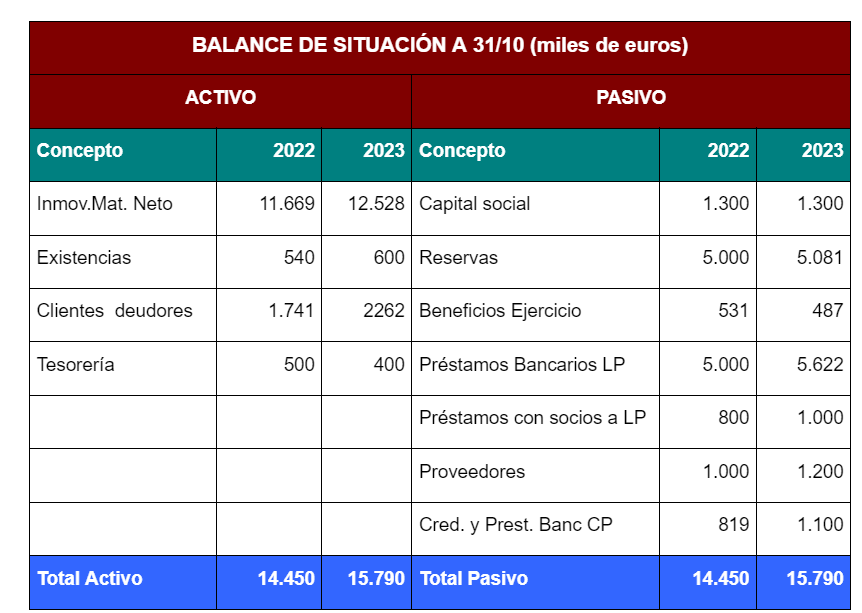 BALANCE DE SITUACIÓN A 31/10 (miles de euros)
ACTIVO PASIVO
Concepto 2022 2023 Concepto 2022 2023
Inmov.Mat. Neto 11.669 12.528 Capital social 1.300 1.300
Existencias 540 600 Reservas 5.000 5.081
Clientes deudores 1.741 2262 Beneficios Ejercicio 531 487
Tesorería 500 400 Préstamos Bancarios LP 5.000 5.622
Préstamos con socios a LP 800 1.000
Proveedores 1.000 1.200
Cred. y Prest. Banc CP 819 1.100
Total Activo 14.450 15.790 Total Pasivo 14.450 15.790